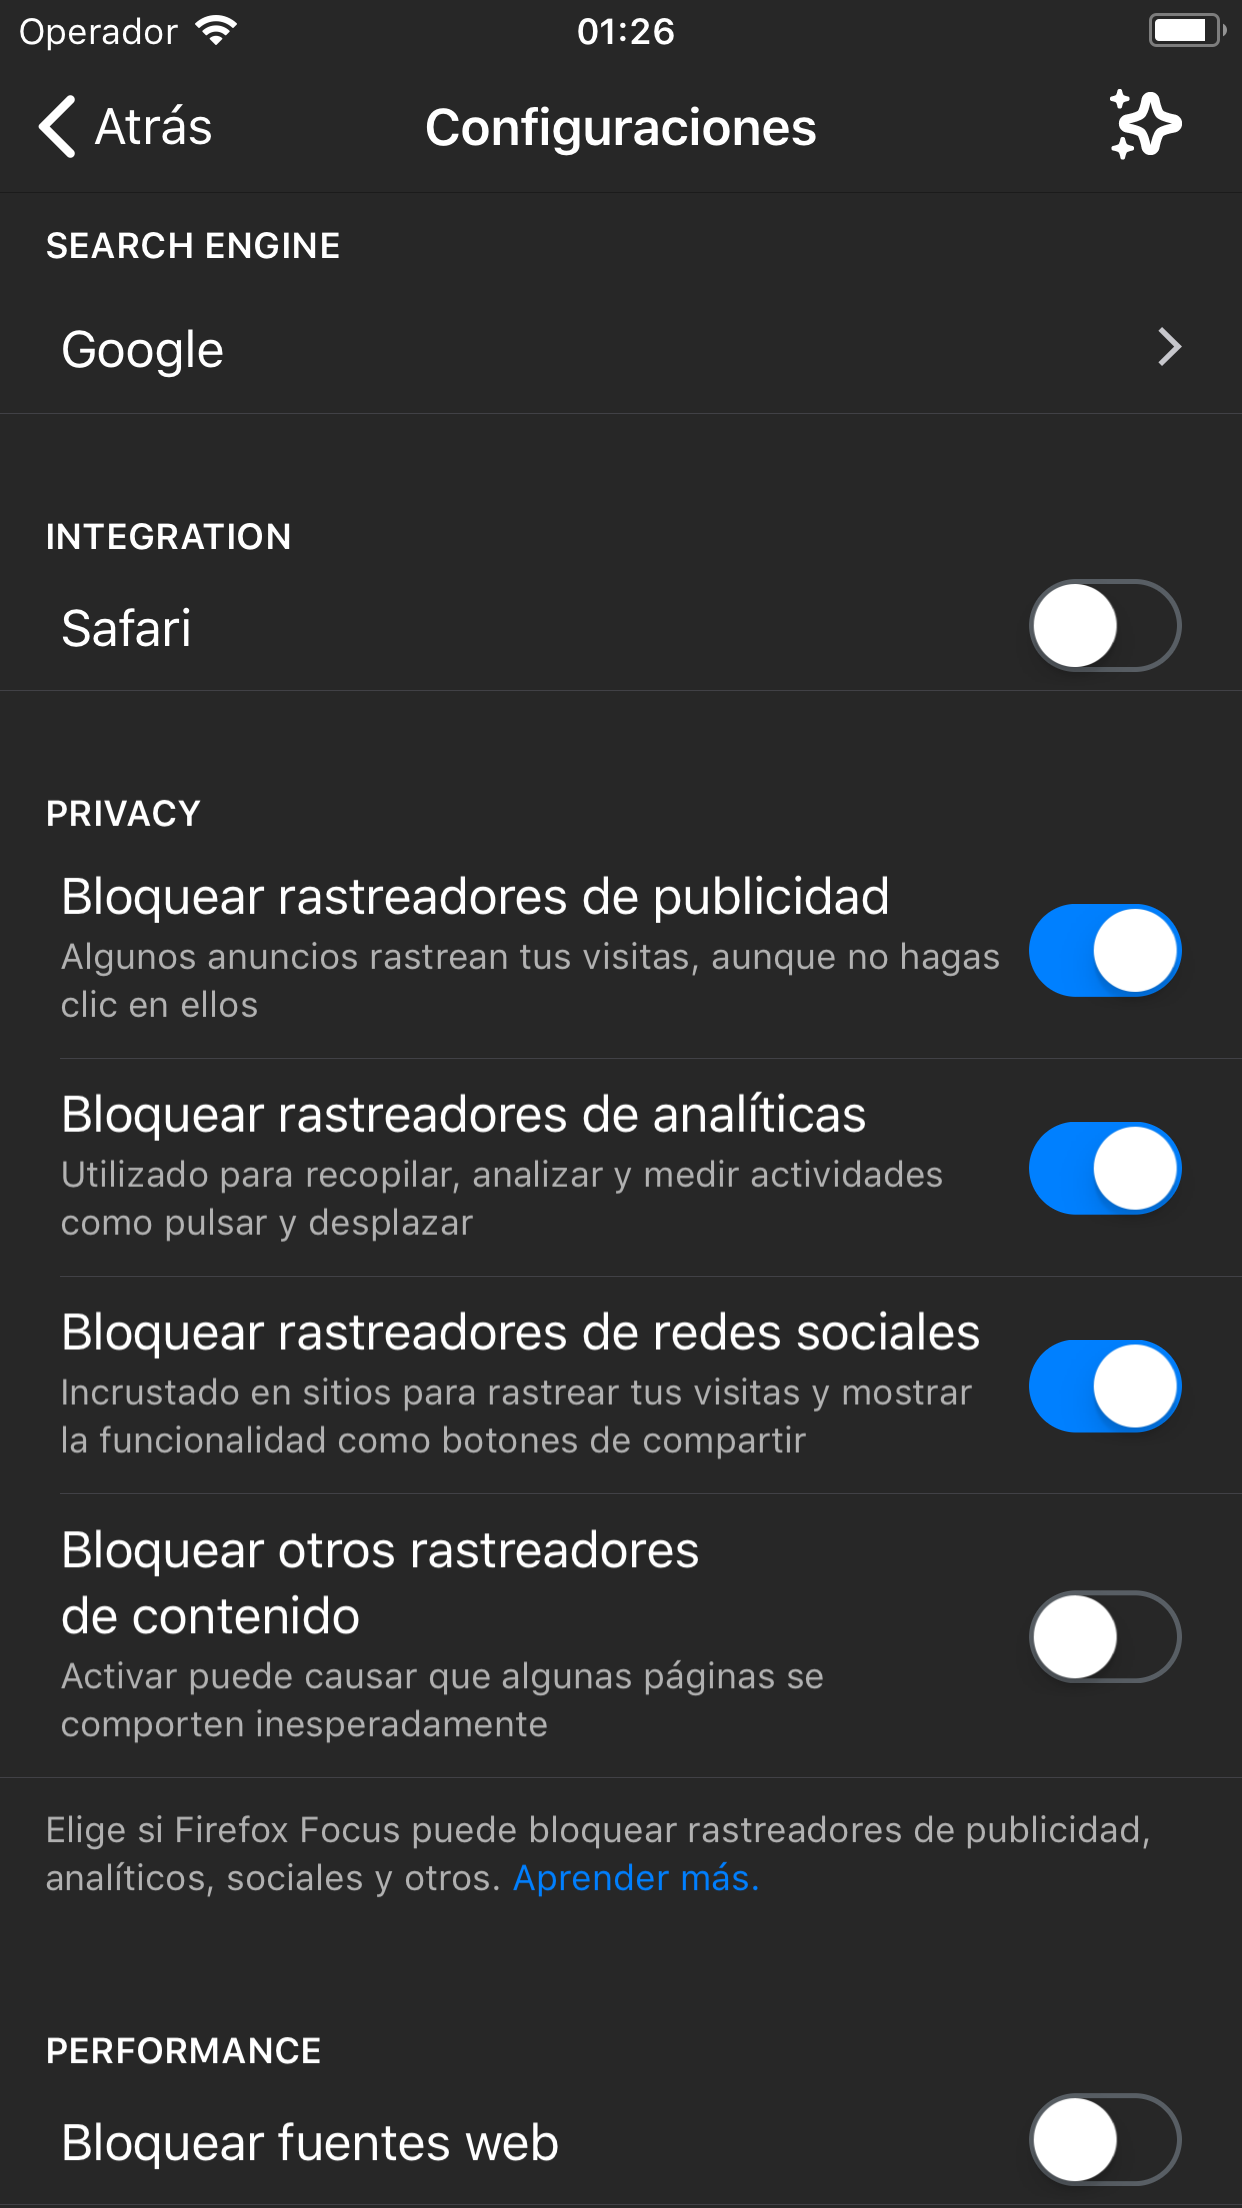 Operador
01:26
Atrás
Configuraciones
SEARCH ENGINE
Google
INTEGRATION
Safari
PRIVACY
Bloquear rastreadores de publicidad
Algunos anuncios rastrean tus visitas, aunque no hagas
clic en ellos
Bloquear rastreadores de analíticas
Utilizado para recopilar, analizar y medir actividades
como pulsar y desplazar
Bloquear rastreadores de redes sociales
Incrustado en sitios para rastrear tus visitas y mostrar
la funcionalidad como botones de compartir
Bloquear otros rastreadores
de contenido
Activar puede causar que algunas páginas se
comporten inesperadamente
Elige si Firefox Focus puede bloquear rastreadores de publicidad,
analíticos, sociales y otros. Aprender más.
PERFORMANCE
Bloquear fuentes web